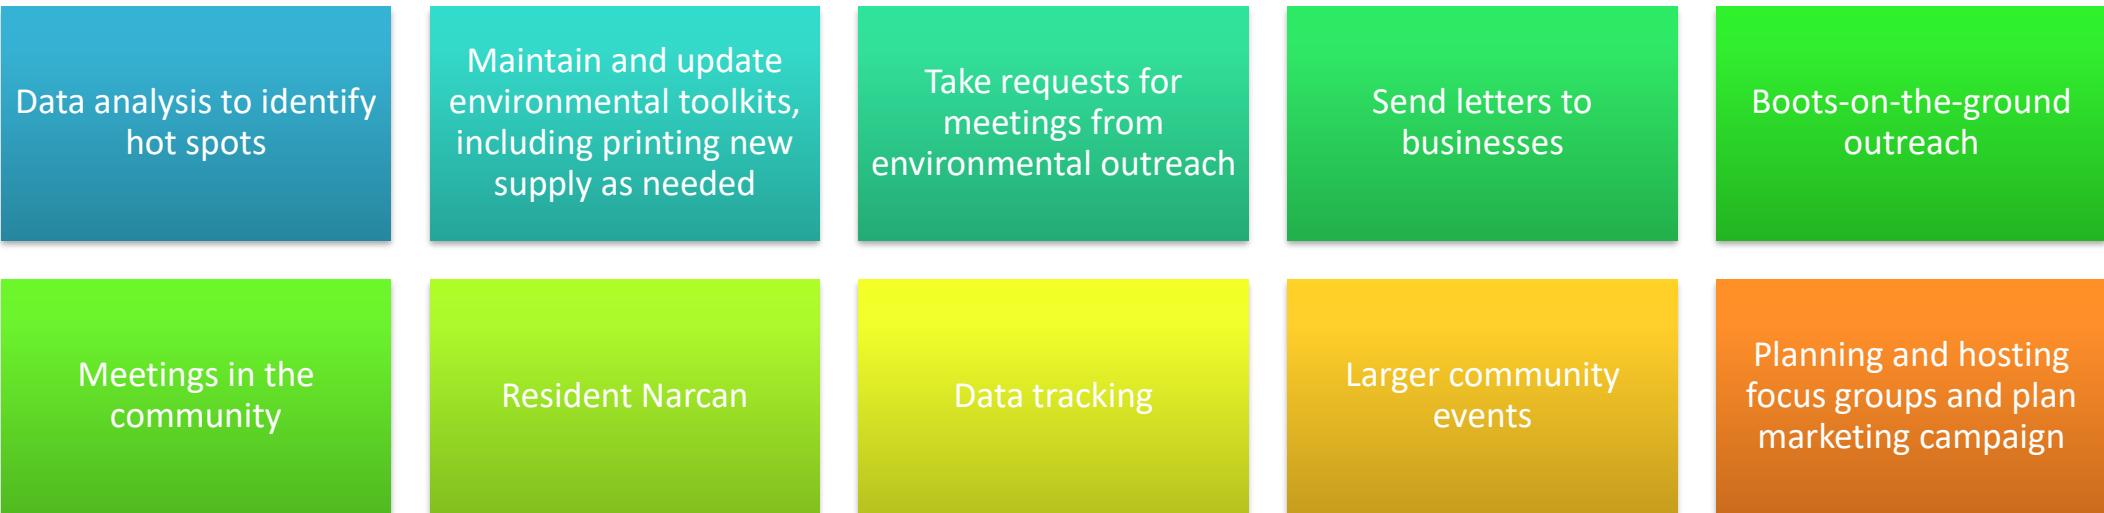 Data analysis to identify
hot spots
Maintain and update
environmental toolkits,
including printing new
supply as needed
Take requests for
meetings from
environmental outreach
Send letters to
businesses
Boots-on-the-ground
outreach
Meetings in the
community
Resident Narcan
Data tracking
Larger community
events
Planning and hosting
focus groups and plan
marketing campaign